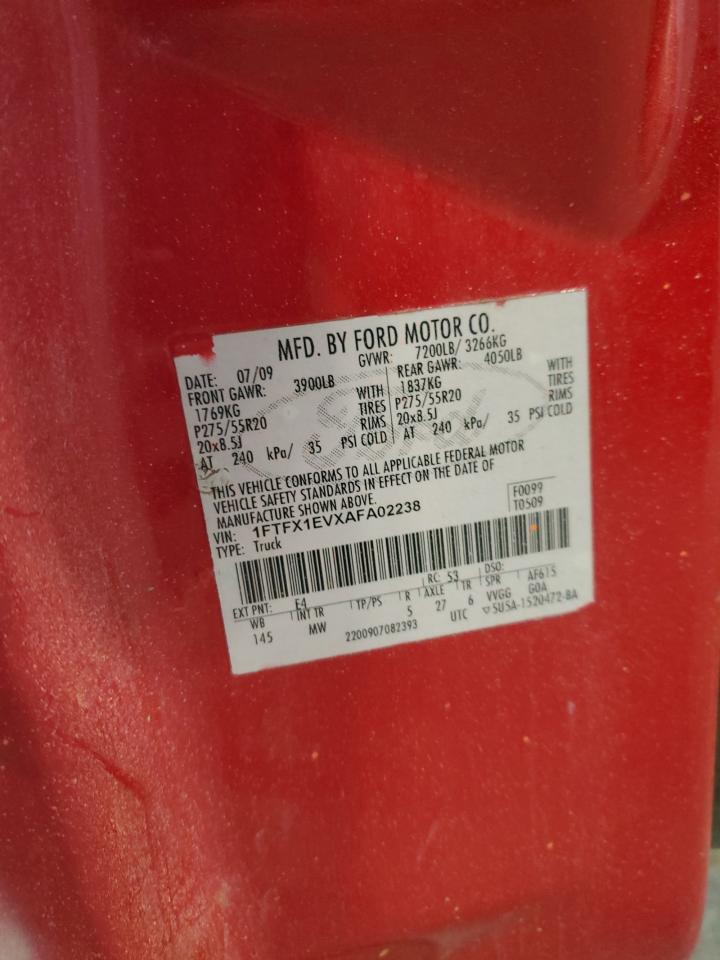 MFD. BY FORD MOTOR CO.
DATE: 07/09 GVWR: 7200LB/ 3266KG
FRONT GAWR: 3900LB REAR GAWR: 4050LB
1769KG WITH 1837KG WITH
P275/55R20 TIRES P275/55R20 TIRES
20x8.5J RIMS 20x8.5J RIMS
AT 240 kPa/ 35 PSI COLD AT 240 kPa/ 35 PSI COLD
Ford
THIS VEHICLE CONFORMS TO ALL APPLICABLE FEDERAL MOTOR
VEHICLE SAFETY STANDARDS IN EFFECT ON THE DATE OF
MANUFACTURE SHOWN ABOVE.
VIN: 1FTFX1EVXAFA02238 F0099
TYPE: Truck T0509
EXT PNT: E4 RC: 53 DSO:
WB INT TR TP/PS R AXLE TR SPR AF615
145 MW 5 27 6 VVGG GOA
2200907082393 UTC ▽5U5A-1520472-BA